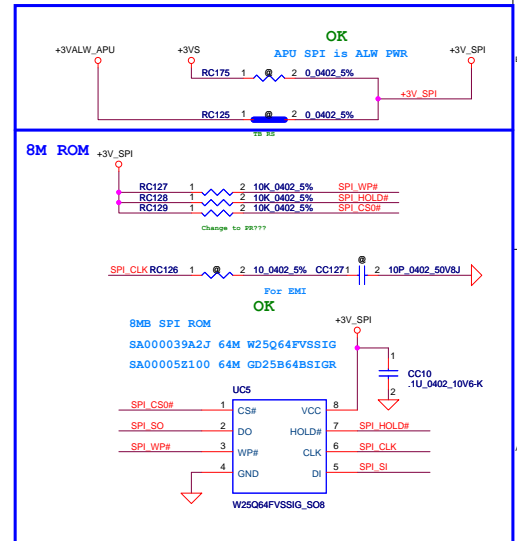 OK
APU SPI is ALW PWR
+3VALW_APU
+3VS
+3V_SPI
RC175 1 @ 2 0_0402_5%
+3V_SPI
RC125 1 @ 2 0_0402_5%
TB RS
8M ROM
+3V_SPI
RC127 1 2 10K_0402_5% SPI_WP#
RC128 1 2 10K_0402_5% SPI_HOLD#
RC129 1 2 10K_0402_5% SPI_CS0#
Change to PR???
@
SPI_CLK RC126 1 @ 2 10_0402_5% CC127 1 2 10P_0402_50V8J
For EMI
OK
8MB SPI ROM
+3V_SPI
SA000039A2J 64M W25Q64FVSSIG
SA00005Z100 64M GD25B64BSIGR
1
CC10
.1U_0402_10V6-K
2
UC5
SPI_CS0# 1 CS# VCC 8
SPI_SO 2 DO HOLD# 7 SPI_HOLD#
SPI_WP# 3 WP# CLK 6 SPI_CLK
4 GND DI 5 SPI_SI
W25Q64FVSSIG_SO8